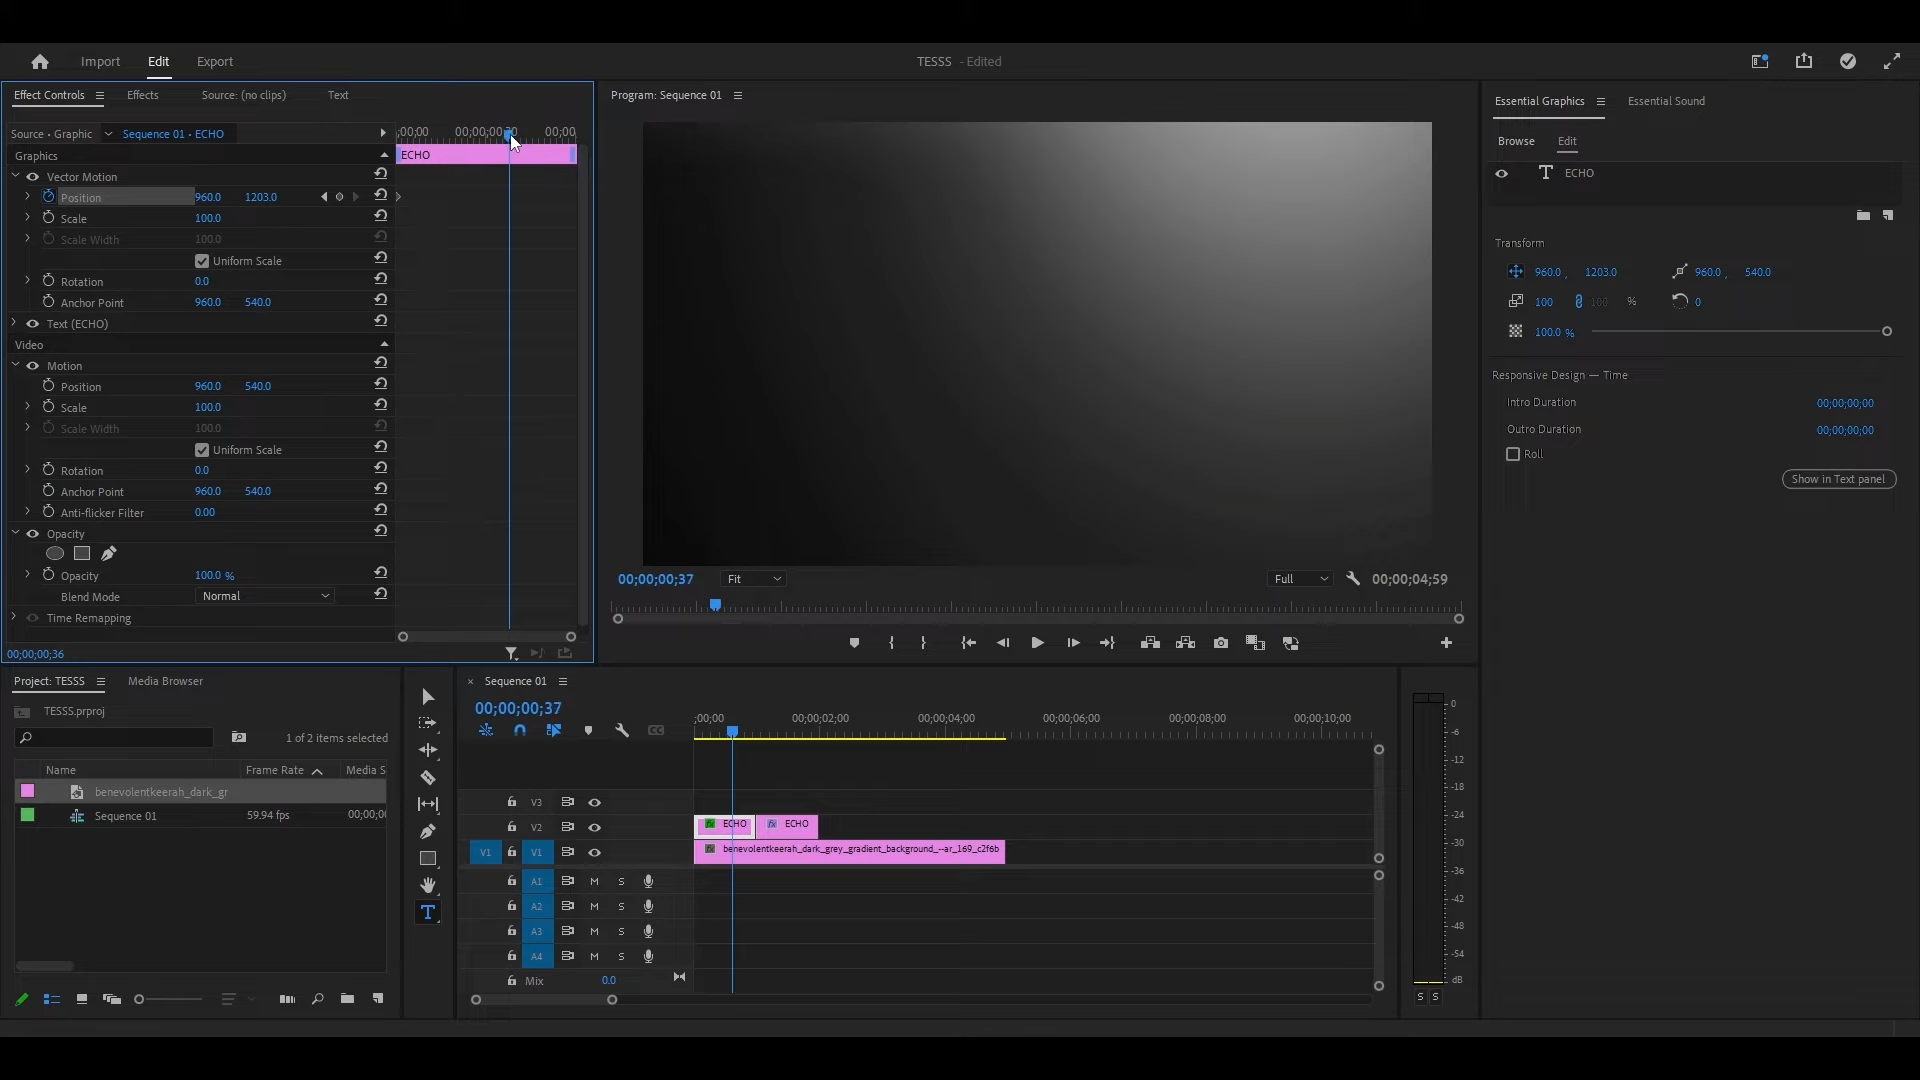 Import Edit Export TESSS - Edited
Effect Controls Effects Source: (no clips) Text
Program: Sequence 01
Essential Graphics Essential Sound
Source • Graphic Sequence 01 • ECHO
;00;00 00;00;00;30 00;00
Browse Edit
Graphics
ECHO
ECHO
Vector Motion
Position 960.0 1203.0
Scale 100.0
Scale Width 100.0
Uniform Scale
Rotation 0.0
Anchor Point 960.0 540.0
Text (ECHO)
Video
Motion
Position 960.0 540.0
Scale 100.0
Scale Width 100.0
Uniform Scale
Rotation 0.0
Anchor Point 960.0 540.0
Anti-flicker Filter 0.00
Opacity
Opacity 100.0 %
Blend Mode Normal
Time Remapping
00;00;00;36
00;00;00;37 Fit Full 00;00;04;59
Transform
960.0 , 1203.0 960.0 , 540.0
100 100 % 0
100.0 %
Responsive Design — Time
Intro Duration 00;00;00;00
Outro Duration 00;00;00;00
Roll
Show in Text panel
Project: TESSS Media Browser
TESSS.prproj
1 of 2 items selected
Name Frame Rate Media S
benevolentkeerah_dark_gr
Sequence 01 59.94 fps 00;00;0
T
× Sequence 01
00;00;00;37
;00;00 00;00;02;00 00;00;04;00 00;00;06;00 00;00;08;00 00;00;10;00
CC
V3
V2 fx ECHO fx ECHO
V1 V1 fx benevolentkeerah_dark_grey_gradient_background_--ar_169_c2f6b
A1 M S
A2 M S
A3 M S
A4 M S
Mix 0.0
0
-6
-12
-18
-24
-30
-36
-42
-48
-54
dB
S S